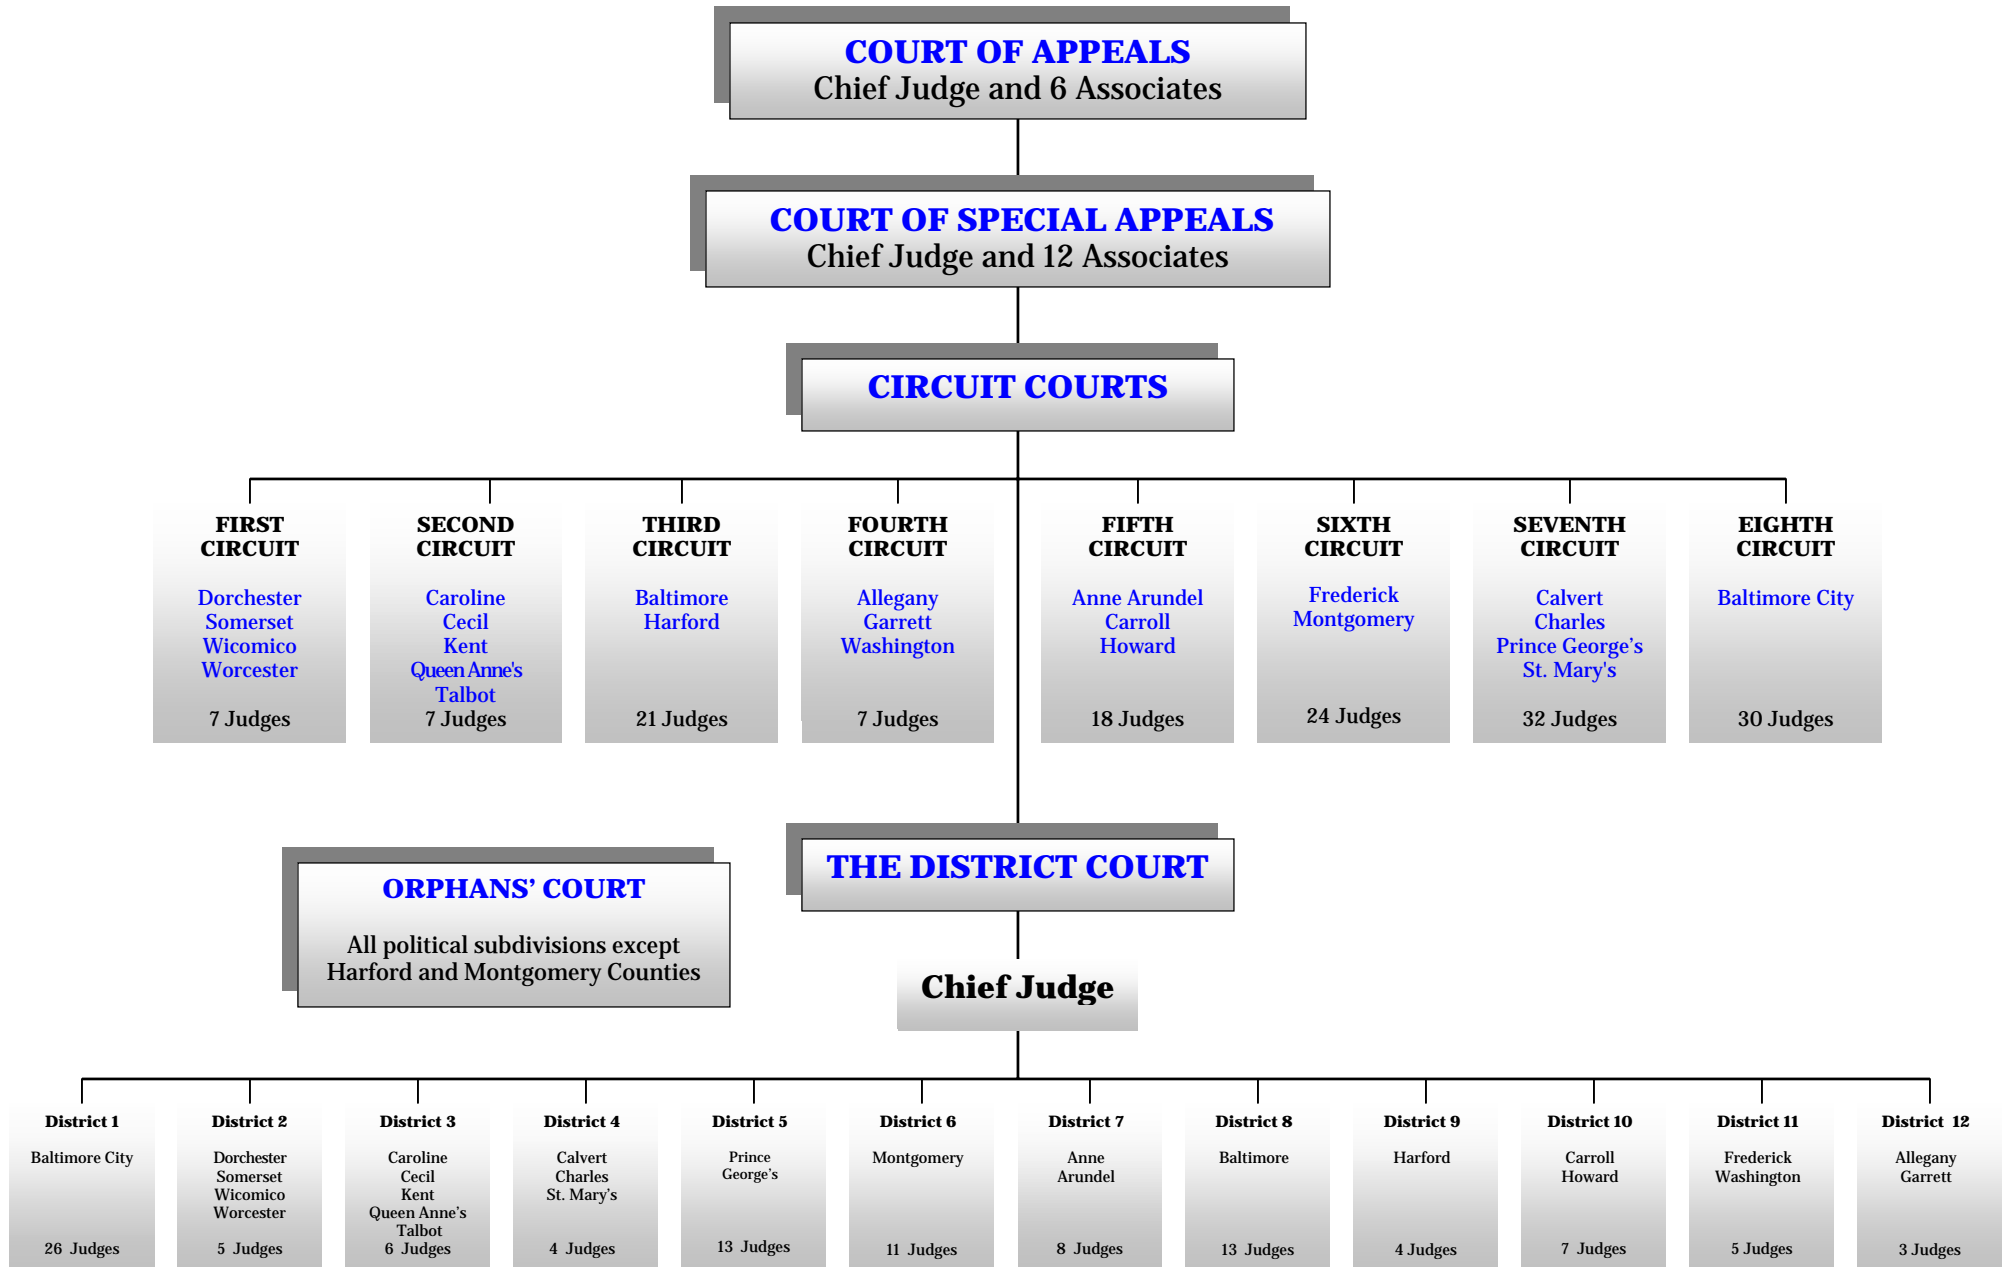 COURT OF APPEALS
Chief Judge and 6 Associates
COURT OF SPECIAL APPEALS
Chief Judge and 12 Associates
CIRCUIT COURTS
FIRST
CIRCUIT
Dorchester
Somerset
Wicomico
Worcester
7 Judges
SECOND
CIRCUIT
Caroline
Cecil
Kent
Queen Anne's
Talbot
7 Judges
THIRD
CIRCUIT
Baltimore
Harford
21 Judges
FOURTH
CIRCUIT
Allegany
Garrett
Washington
7 Judges
FIFTH
CIRCUIT
Anne Arundel
Carroll
Howard
18 Judges
SIXTH
CIRCUIT
Frederick
Montgomery
24 Judges
SEVENTH
CIRCUIT
Calvert
Charles
Prince George’s
St. Mary's
32 Judges
EIGHTH
CIRCUIT
Baltimore City
30 Judges
ORPHANS’ COURT
All political subdivisions except
Harford and Montgomery Counties
THE DISTRICT COURT
Chief Judge
District 1
Baltimore City
26 Judges
District 2
Dorchester
Somerset
Wicomico
Worcester
5 Judges
District 3
Caroline
Cecil
Kent
Queen Anne’s
Talbot
6 Judges
District 4
Calvert
Charles
St. Mary’s
4 Judges
District 5
Prince
George’s
13 Judges
District 6
Montgomery
11 Judges
District 7
Anne
Arundel
8 Judges
District 8
Baltimore
13 Judges
District 9
Harford
4 Judges
District 10
Carroll
Howard
7 Judges
District 11
Frederick
Washington
5 Judges
District 12
Allegany
Garrett
3 Judges